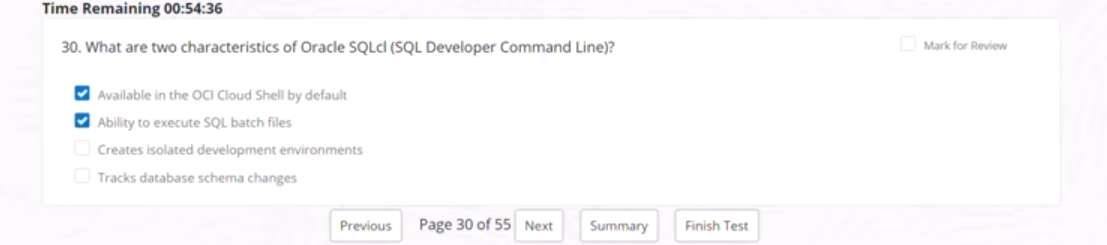 Time Remaining 00:54:36
30. What are two characteristics of Oracle SQLcl (SQL Developer Command Line)?
Mark for Review
Available in the OCI Cloud Shell by default
Ability to execute SQL batch files
Creates isolated development environments
Tracks database schema changes
Previous Page 30 of 55 Next Summary Finish Test